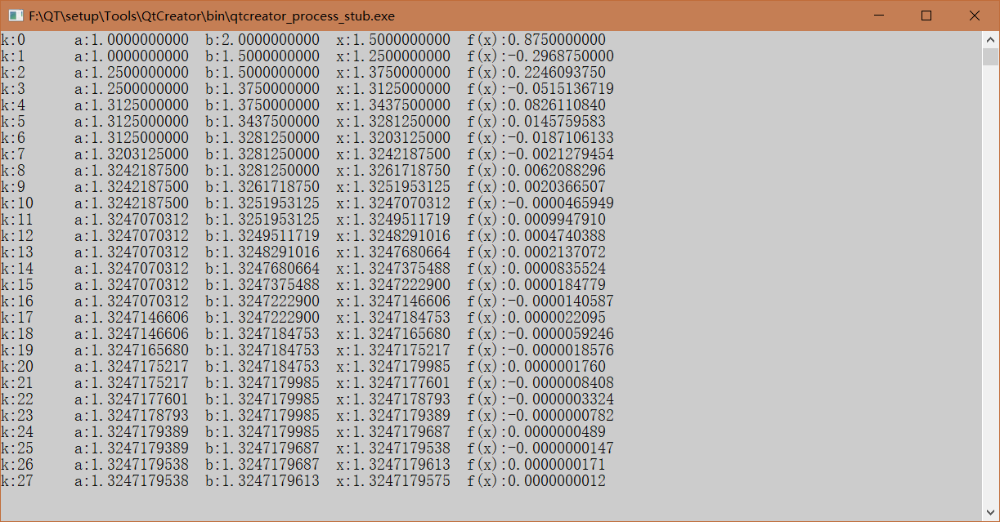 F:\QT\setup\Tools\QtCreator\bin\qtcreator_process_stub.exe
k:0 a:1.0000000000 b:2.0000000000 x:1.5000000000 f(x):0.8750000000
k:1 a:1.0000000000 b:1.5000000000 x:1.2500000000 f(x):-0.2968750000
k:2 a:1.2500000000 b:1.5000000000 x:1.3750000000 f(x):0.2246093750
k:3 a:1.2500000000 b:1.3750000000 x:1.3125000000 f(x):-0.0515136719
k:4 a:1.3125000000 b:1.3750000000 x:1.3437500000 f(x):0.0826110840
k:5 a:1.3125000000 b:1.3437500000 x:1.3281250000 f(x):0.0145759583
k:6 a:1.3125000000 b:1.3281250000 x:1.3203125000 f(x):-0.0187106133
k:7 a:1.3203125000 b:1.3281250000 x:1.3242187500 f(x):-0.0021279454
k:8 a:1.3242187500 b:1.3281250000 x:1.3261718750 f(x):0.0062088296
k:9 a:1.3242187500 b:1.3261718750 x:1.3251953125 f(x):0.0020366507
k:10 a:1.3242187500 b:1.3251953125 x:1.3247070312 f(x):-0.0000465949
k:11 a:1.3247070312 b:1.3251953125 x:1.3249511719 f(x):0.0009947910
k:12 a:1.3247070312 b:1.3249511719 x:1.3248291016 f(x):0.0004740388
k:13 a:1.3247070312 b:1.3248291016 x:1.3247680664 f(x):0.0002137072
k:14 a:1.3247070312 b:1.3247680664 x:1.3247375488 f(x):0.0000835524
k:15 a:1.3247070312 b:1.3247375488 x:1.3247222900 f(x):0.0000184779
k:16 a:1.3247070312 b:1.3247222900 x:1.3247146606 f(x):-0.0000140587
k:17 a:1.3247146606 b:1.3247222900 x:1.3247184753 f(x):0.0000022095
k:18 a:1.3247146606 b:1.3247184753 x:1.3247165680 f(x):-0.0000059246
k:19 a:1.3247165680 b:1.3247184753 x:1.3247175217 f(x):-0.0000018576
k:20 a:1.3247175217 b:1.3247184753 x:1.3247179985 f(x):0.0000001760
k:21 a:1.3247175217 b:1.3247179985 x:1.3247177601 f(x):-0.0000008408
k:22 a:1.3247177601 b:1.3247179985 x:1.3247178793 f(x):-0.0000003324
k:23 a:1.3247178793 b:1.3247179985 x:1.3247179389 f(x):-0.0000000782
k:24 a:1.3247179389 b:1.3247179985 x:1.3247179687 f(x):0.0000000489
k:25 a:1.3247179389 b:1.3247179687 x:1.3247179538 f(x):-0.0000000147
k:26 a:1.3247179538 b:1.3247179687 x:1.3247179613 f(x):0.0000000171
k:27 a:1.3247179538 b:1.3247179613 x:1.3247179575 f(x):0.0000000012